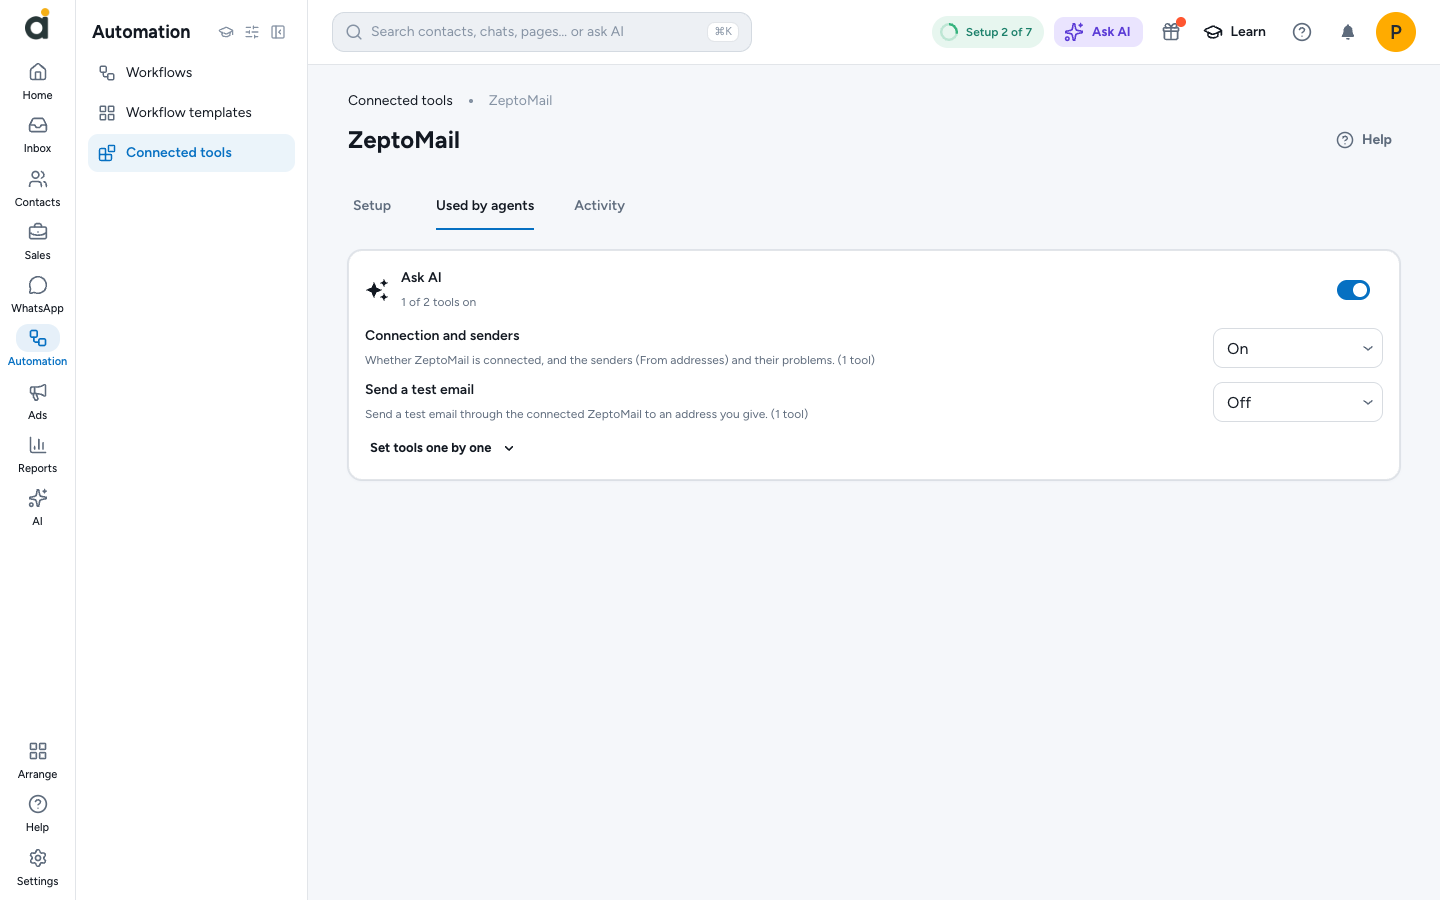 Automation
Search contacts, chats, pages... or ask AI
⌘K
Setup 2 of 7
Ask AI
Learn
P
Home
Inbox
Contacts
Sales
WhatsApp
Automation
Ads
Reports
AI
Arrange
Help
Settings
Workflows
Workflow templates
Connected tools
Connected tools • ZeptoMail
ZeptoMail
Help
Setup
Used by agents
Activity
Ask AI
1 of 2 tools on
Connection and senders
Whether ZeptoMail is connected, and the senders (From addresses) and their problems. (1 tool)
On
Send a test email
Send a test email through the connected ZeptoMail to an address you give. (1 tool)
Off
Set tools one by one